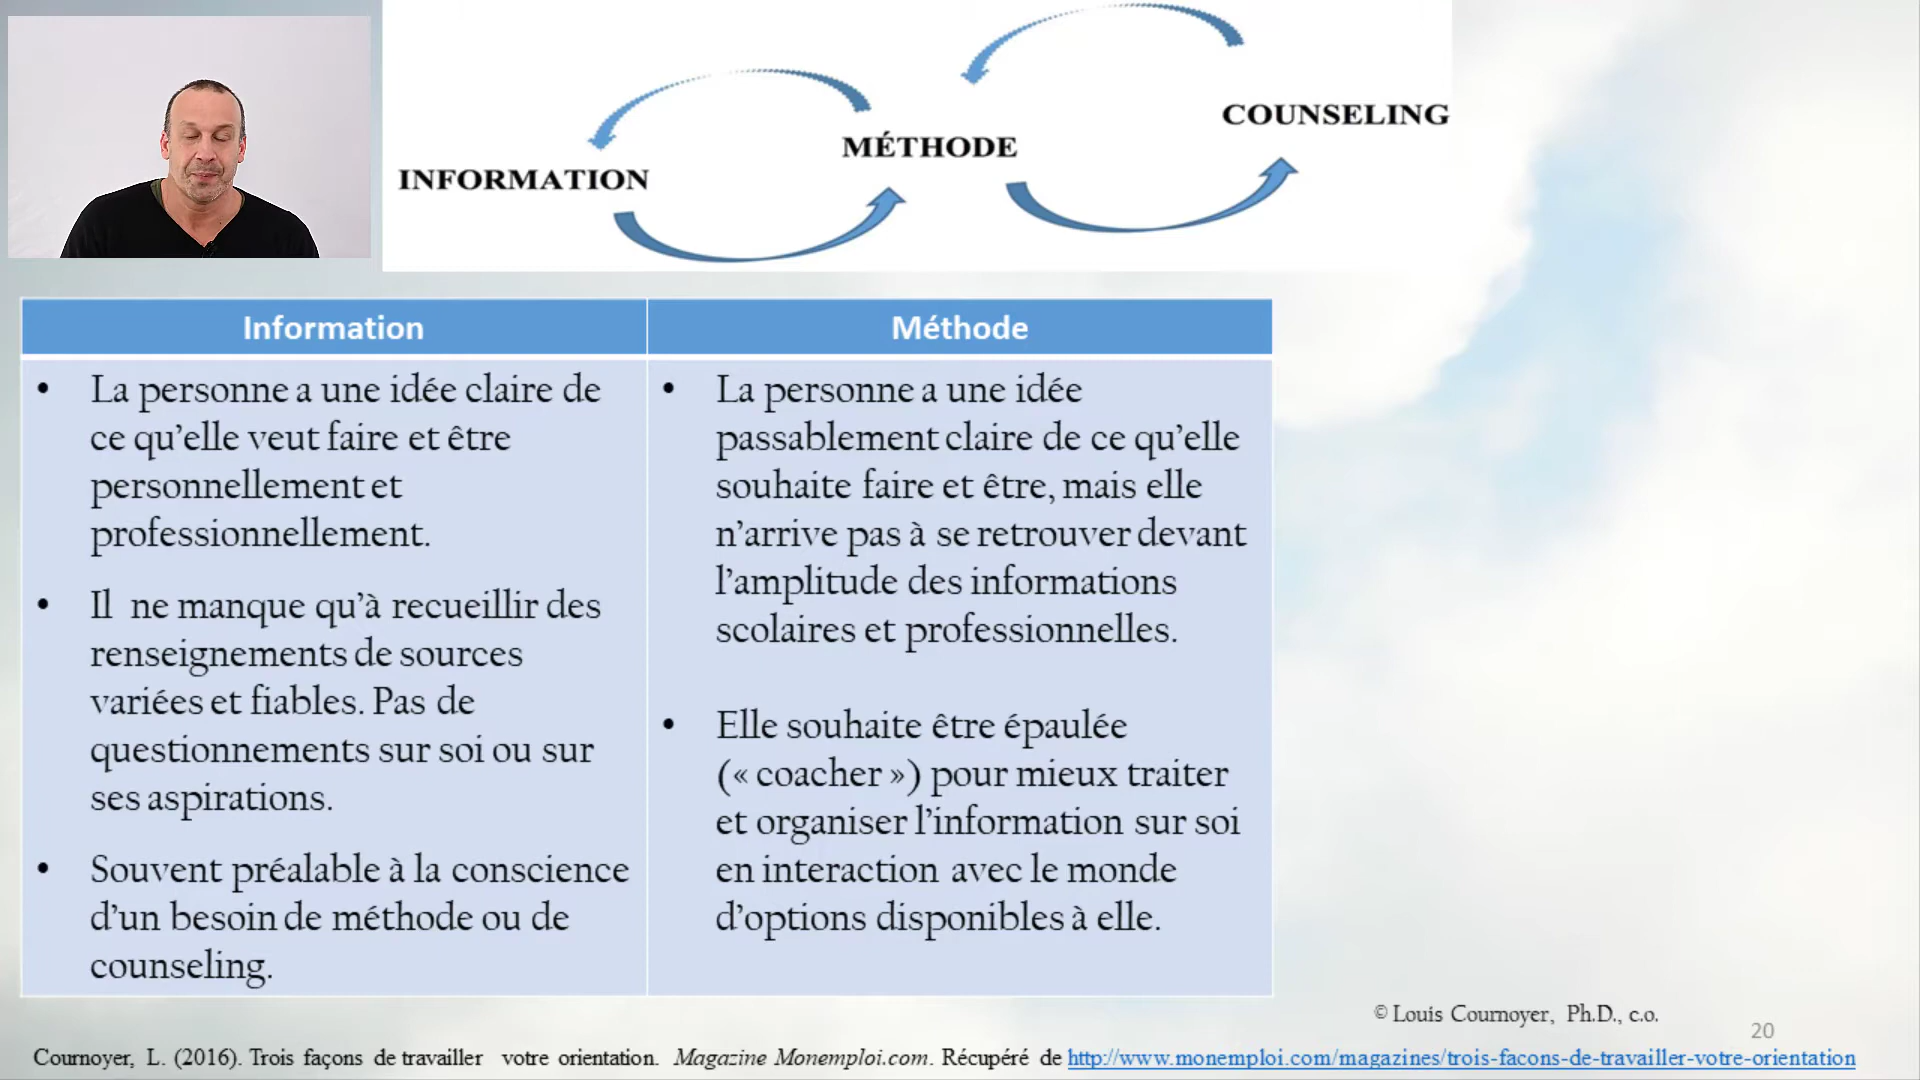 COUNSELING
MÉTHODE
INFORMATION
Information
La personne a une idée claire de
ce qu’elle veut faire et être
personnellement et
professionnellement.
Il ne manque qu’à recueillir des
renseignements de sources
variées et fiables. Pas de
questionnements sur soi ou sur
ses aspirations.
Souvent préalable à la conscience
d’un besoin de méthode ou de
counseling.
Méthode
La personne a une idée
passablement claire de ce qu’elle
souhaite faire et être, mais elle
n’arrive pas à se retrouver devant
l’amplitude des informations
scolaires et professionnelles.
Elle souhaite être épaulée
(« coacher ») pour mieux traiter
et organiser l’information sur soi
en interaction avec le monde
d’options disponibles à elle.
© Louis Cournoyer, Ph.D., c.o.
20
Cournoyer, L. (2016). Trois façons de travailler votre orientation. Magazine Monemploi.com. Récupéré de http://www.monemploi.com/magazines/trois-facons-de-travailler-votre-orientation